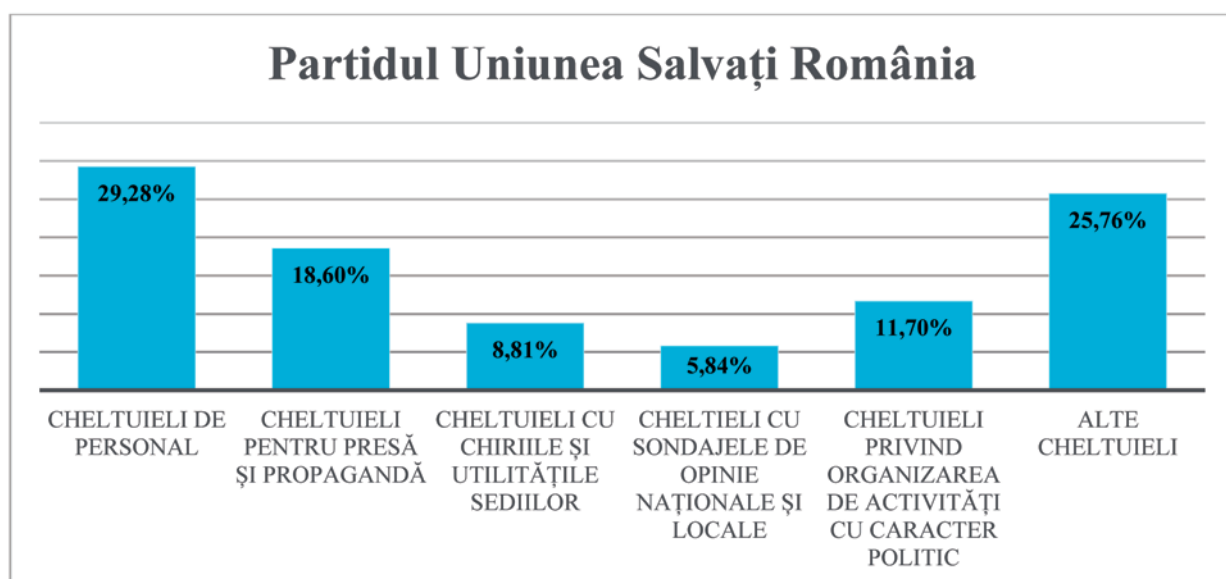 Partidul Uniunea Salvați România
29,28%
18,60%
8,81%
5,84%
11,70%
25,76%
CHELTUIELI DE
PERSONAL
CHELTUIELI
PENTRU PRESĂ
ȘI PROPAGANDĂ
CHELTUIELI CU
CHIRIILE ȘI
UTILITĂȚILE
SEDIILOR
CHELTIELI CU
SONDAJELE DE
OPINIE
NAȚIONALE ȘI
LOCALE
CHELTUIELI
PRIVIND
ORGANIZAREA
DE ACTIVITĂȚI
CU CARACTER
POLITIC
ALTE
CHELTUIELI